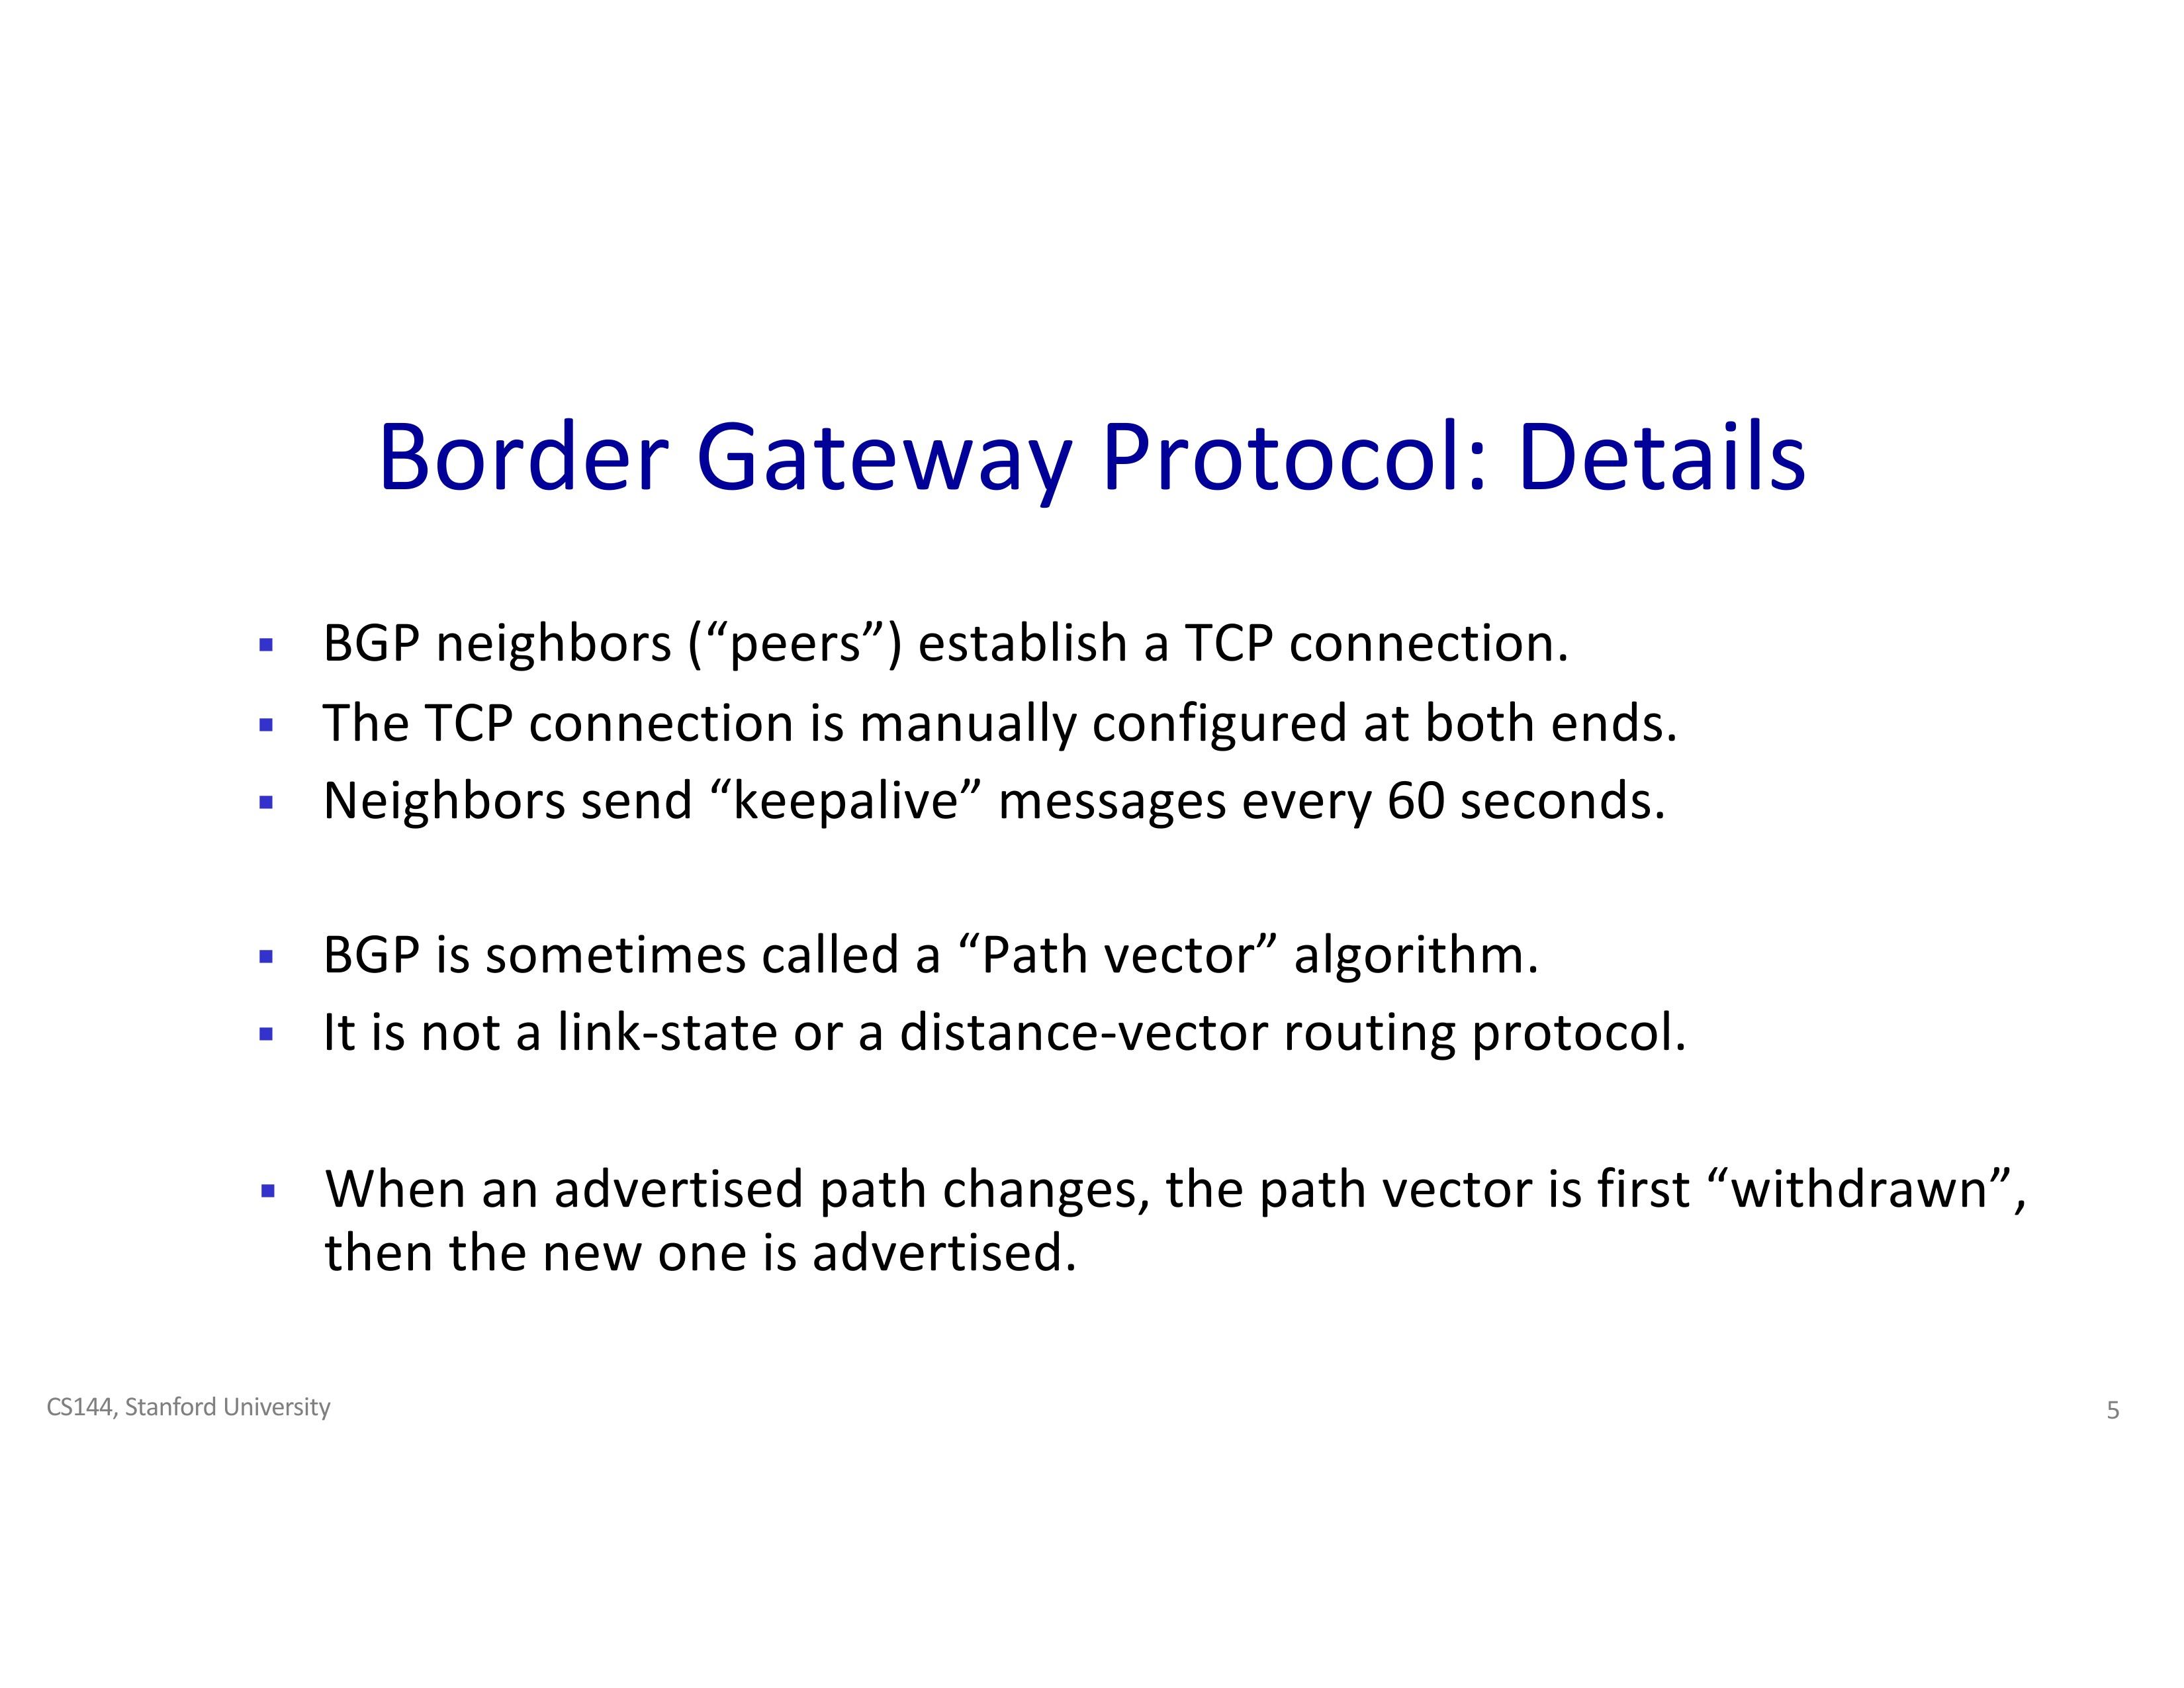 Border Gateway Protocol: Details
▪ BGP neighbors (“peers”) establish a TCP connection.
▪ The TCP connection is manually configured at both ends.
▪ Neighbors send “keepalive” messages every 60 seconds.
▪ BGP is sometimes called a “Path vector” algorithm.
▪ It is not a link-state or a distance-vector routing protocol.
▪ When an advertised path changes, the path vector is first “withdrawn”,
then the new one is advertised.
CS144, Stanford University
5